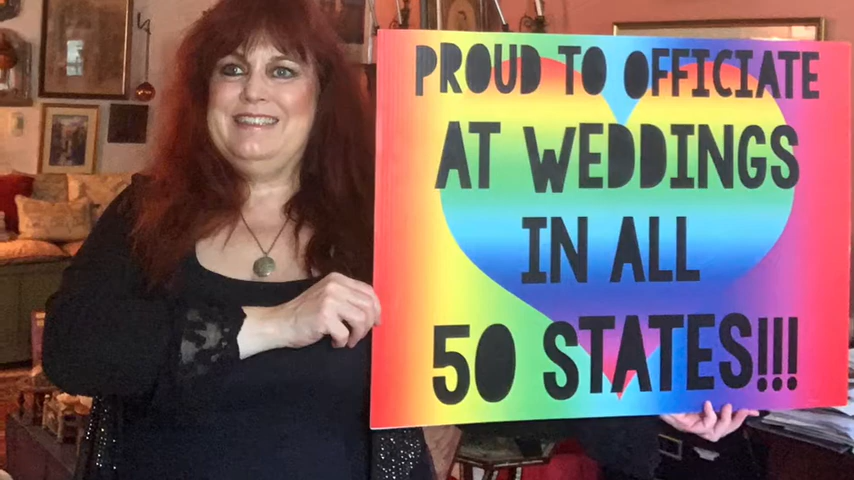 PROUD TO OFFICIATE
AT WEDDINGS
IN ALL
50 STATES!!!